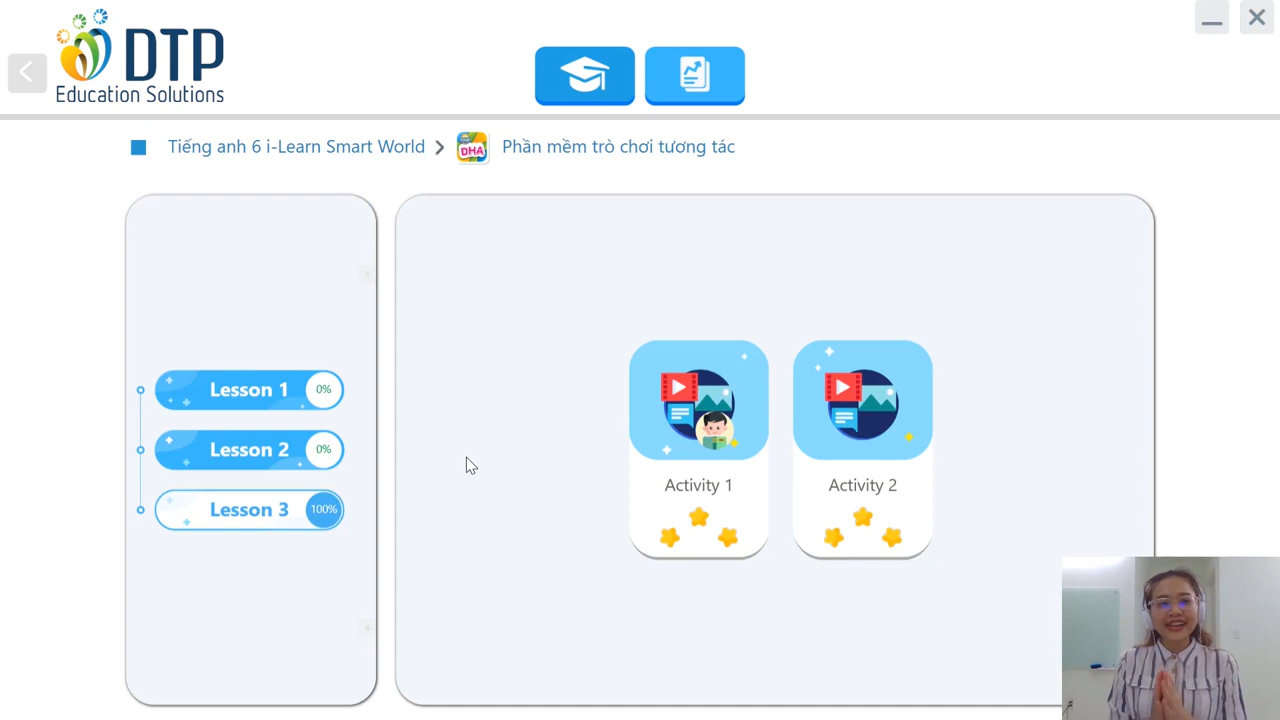 DTP
Education Solutions
Tiếng anh 6 i-Learn Smart World
DHA
Phần mềm trò chơi tương tác
Lesson 1 0%
Lesson 2 0%
Lesson 3 100%
Activity 1
Activity 2